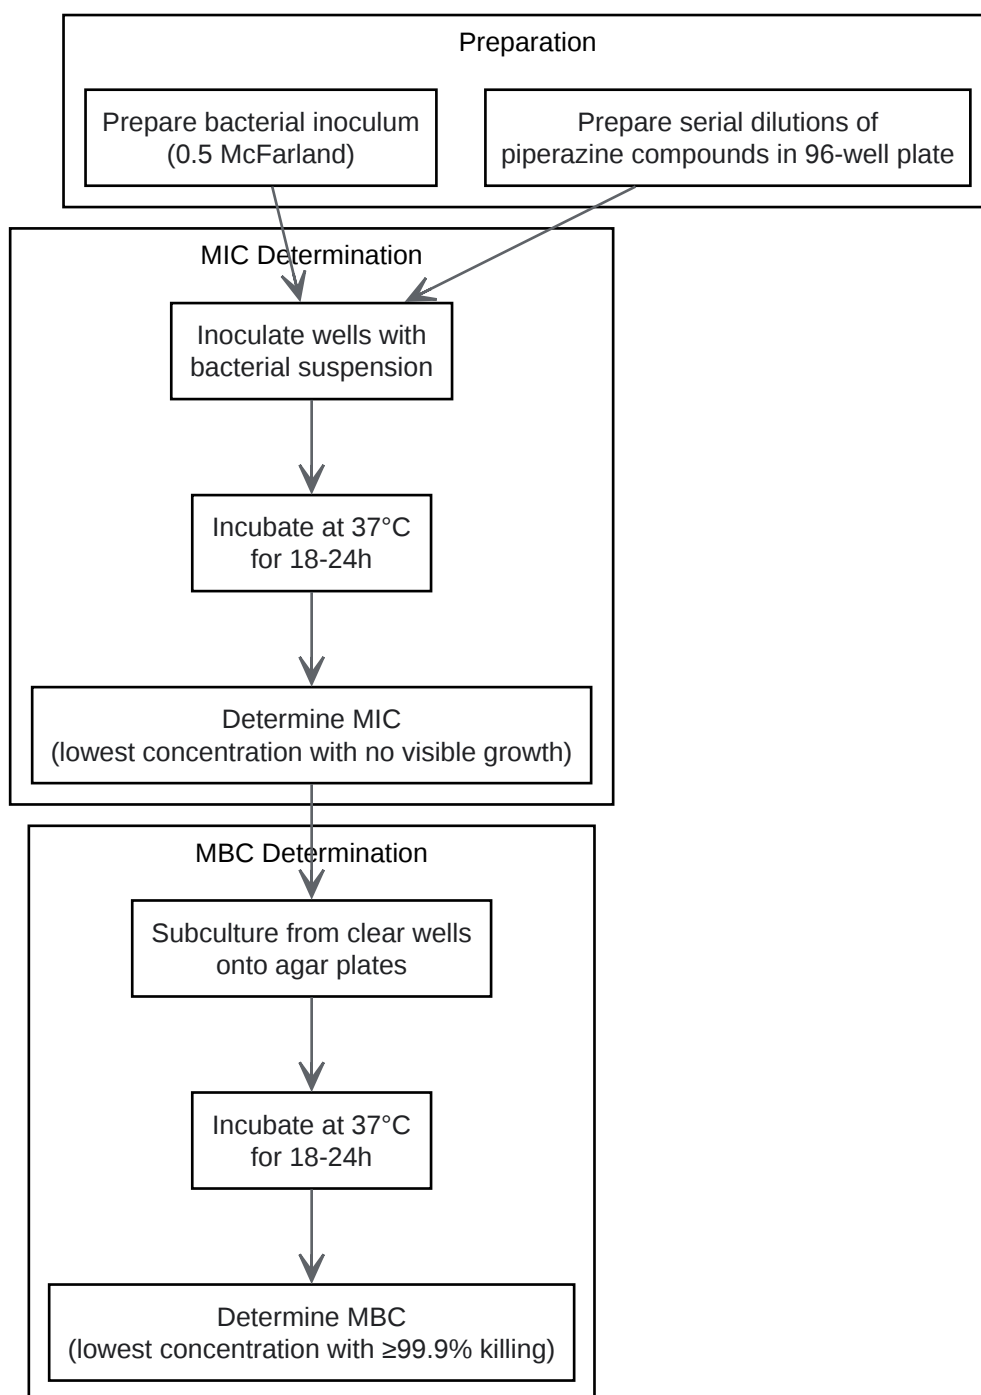 Preparation
Prepare bacterial inoculum
(0.5 McFarland)
Prepare serial dilutions of
piperazine compounds in 96-well plate
MIC Determination
Inoculate wells with
bacterial suspension
Incubate at 37°C
for 18-24h
Determine MIC
(lowest concentration with no visible growth)
MBC Determination
Subculture from clear wells
onto agar plates
Incubate at 37°C
for 18-24h
Determine MBC
(lowest concentration with ≥99.9% killing)